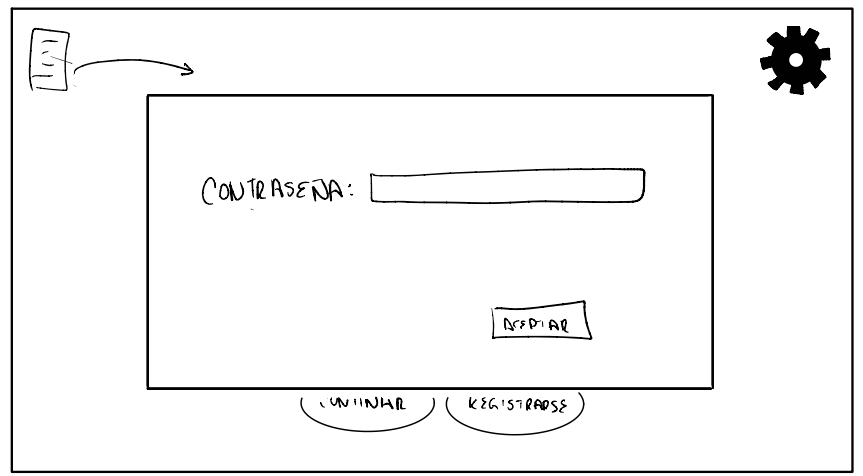 CONTRASEÑA:
ACEPTAR
CONTINUAR
REGISTRARSE